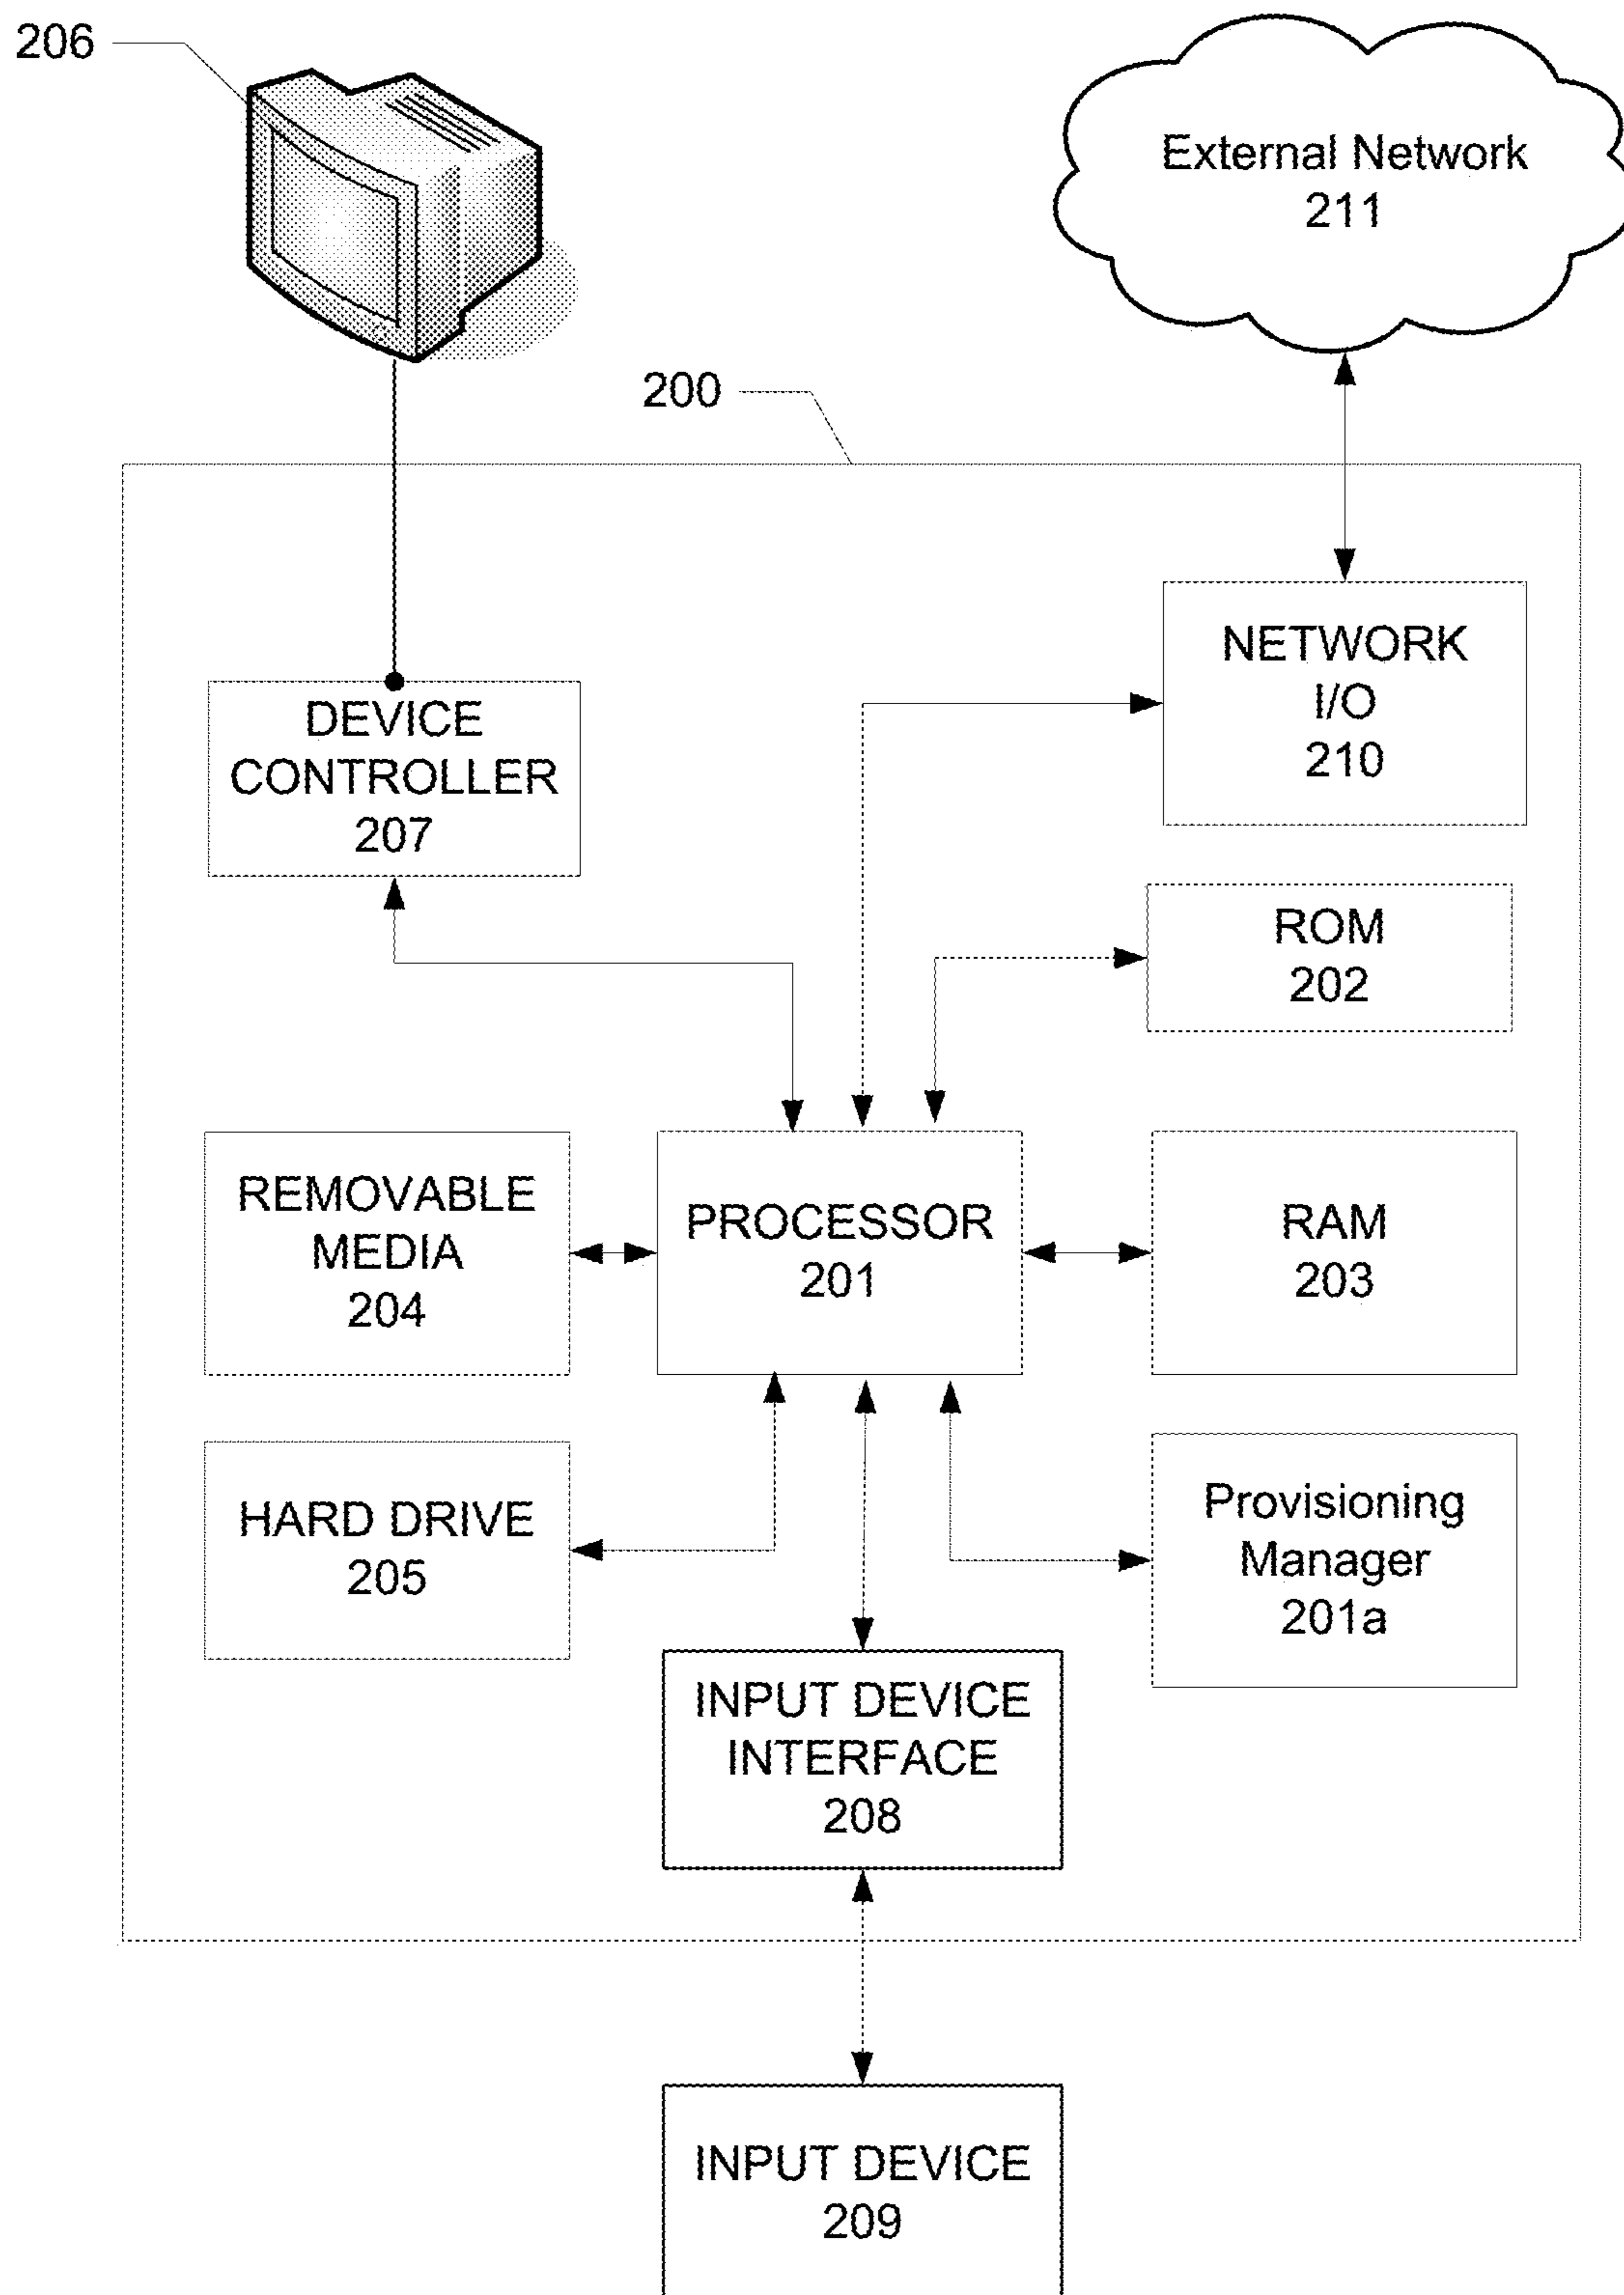 206
External Network
211
200
NETWORK
I/O
210
DEVICE
CONTROLLER
207
ROM
202
REMOVABLE
MEDIA
204
PROCESSOR
201
RAM
203
HARD DRIVE
205
Provisioning
Manager
201a
INPUT DEVICE
INTERFACE
208
INPUT DEVICE
209